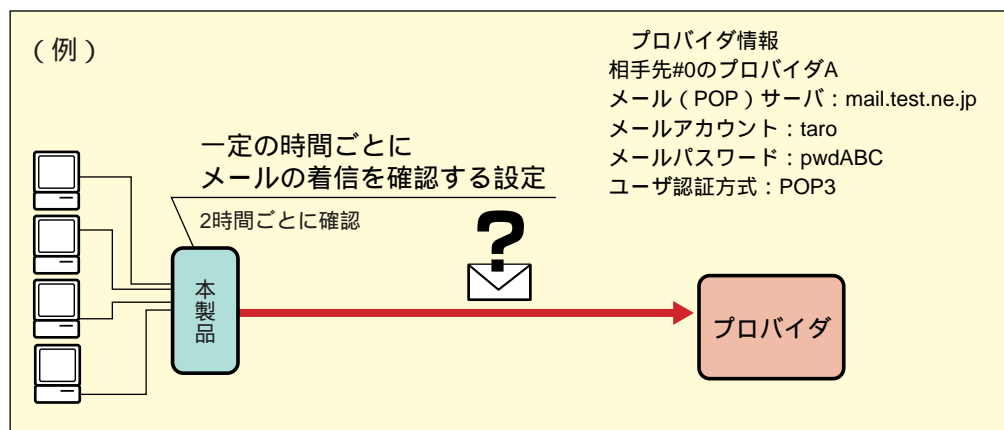 （例）
プロバイダ情報
相手先#0のプロバイダA
メール（POP）サーバ：mail.test.ne.jp
メールアカウント：taro
メールパスワード：pwdABC
ユーザ認証方式：POP3
一定の時間ごとに
メールの着信を確認する設定
2時間ごとに確認
?
本製品
プロバイダ